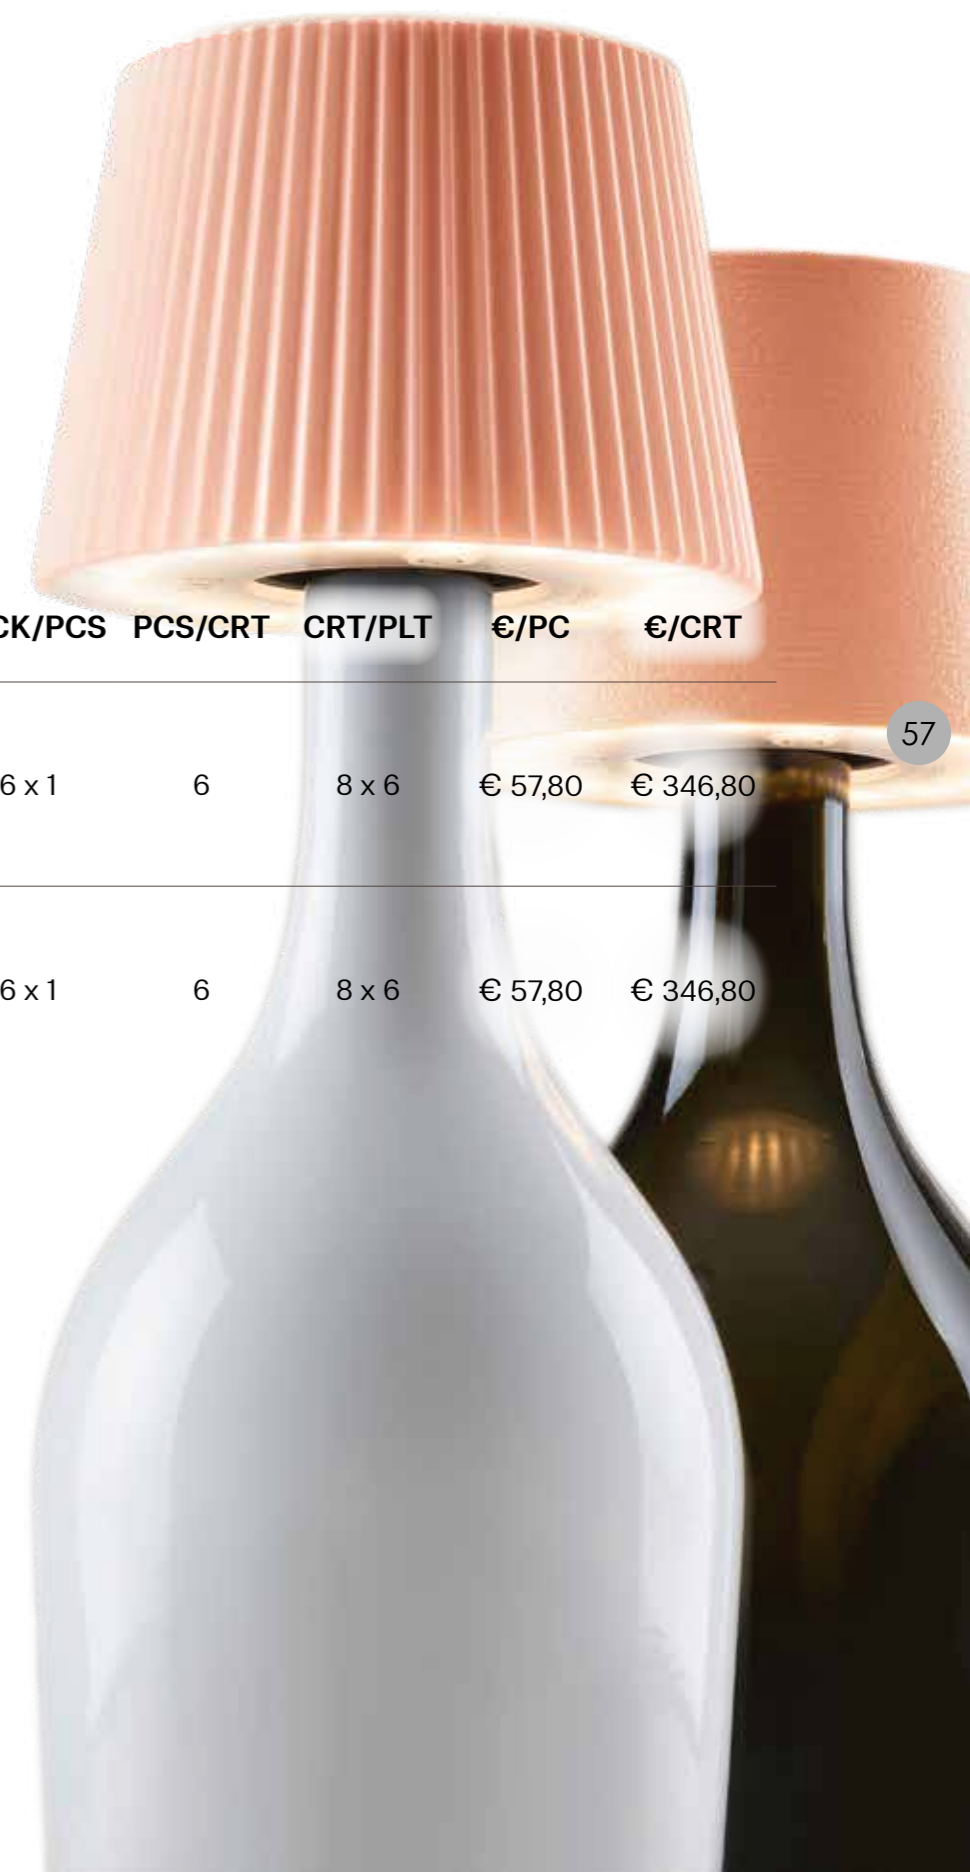 CK/PCS PCS/CRT CRT/PLT €/PC €/CRT
57
6 x 1 6 8 x 6 € 57,80 € 346,80
6 x 1 6 8 x 6 € 57,80 € 346,80